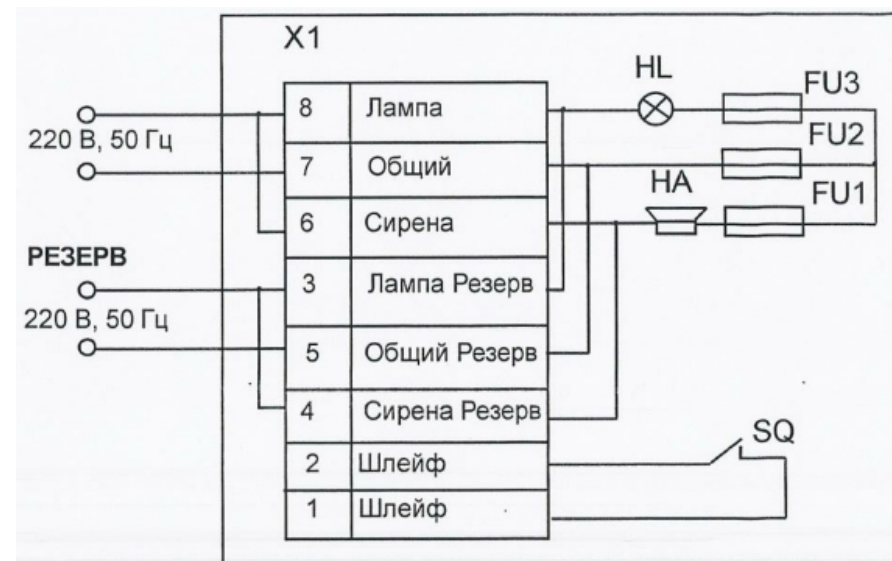 X1
HL
FU3
8 Лампа
220 В, 50 Гц
FU2
7 Общий
HA
FU1
6 Сирена
РЕЗЕРВ
3 Лампа Резерв
220 В, 50 Гц
5 Общий Резерв
4 Сирена Резерв
SQ
2 Шлейф
1 Шлейф